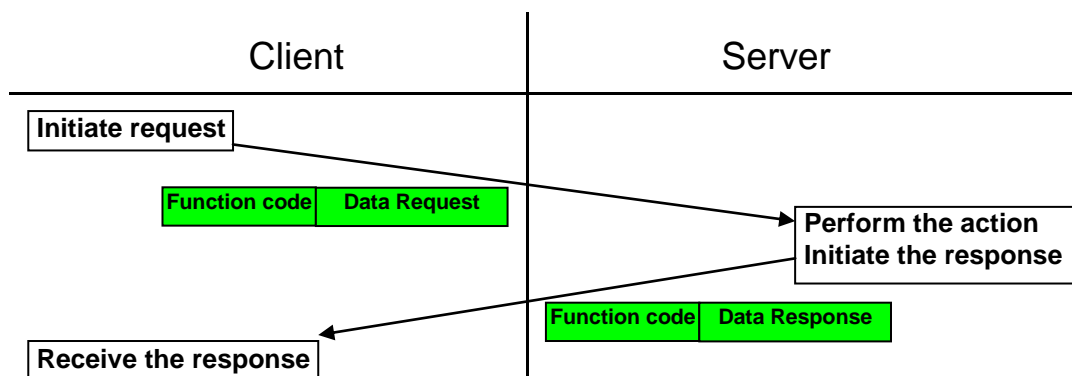 Client
Server
Initiate request
Function code Data Request
Perform the action
Initiate the response
Function code Data Response
Receive the response